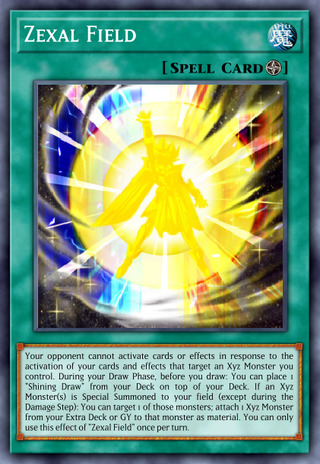 Zexal Field
魔
[Spell Card]
Your opponent cannot activate cards or effects in response to the
activation of your cards and effects that target an Xyz Monster you
control. During your Draw Phase, before you draw: You can place 1
"Shining Draw" from your Deck on top of your Deck. If an Xyz
Monster(s) is Special Summoned to your field (except during the
Damage Step): You can target 1 of those monsters; attach 1 Xyz Monster
from your Extra Deck or GY to that monster as material. You can only
use this effect of "Zexal Field" once per turn.